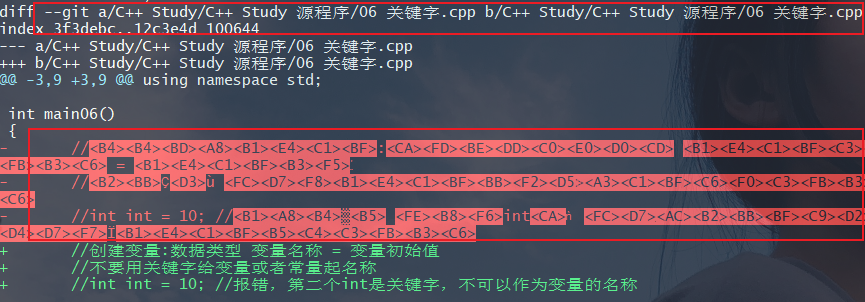 diff --git a/C++ Study/C++ Study 源程序/06 关键字.cpp b/C++ Study/C++ Study 源程序/06 关键字.cpp
index 3f3debc..12c3e4d 100644
--- a/C++ Study/C++ Study 源程序/06 关键字.cpp
+++ b/C++ Study/C++ Study 源程序/06 关键字.cpp
@@ -3,9 +3,9 @@ using namespace std;
int main06()
{
- //<B4><B4><BD><A8><B1><E4><C1><BF>:<CA><FD><BE><DD><C0><E0><D0><CD> <B1><E4><C1><BF><C3>
<FB><B3><C6> = <B1><E4><C1><BF><B3><F5>
- //<B2><BB>Ҫ<D3>ù <FC><D7><F8><B1><E4><C1><BF><BB><F2><D5><A3><C1><BF><C6><F0><C3><FB><B3>
<C6>
- //int int = 10; //<B1><A8><B4>▒<B5> <FE><B8><F6>int<CA>ǹ <FC><D7><AC><B2><BB><BF><C9><D2>
<D4><D7><F7>Ϊ<B1><E4><C1><BF><B5><C4><C3><FB><B3><C6>
+ //创建变量:数据类型 变量名称 = 变量初始值
+ //不要用关键字给变量或者常量起名称
+ //int int = 10; //报错，第二个int是关键字，不可以作为变量的名称